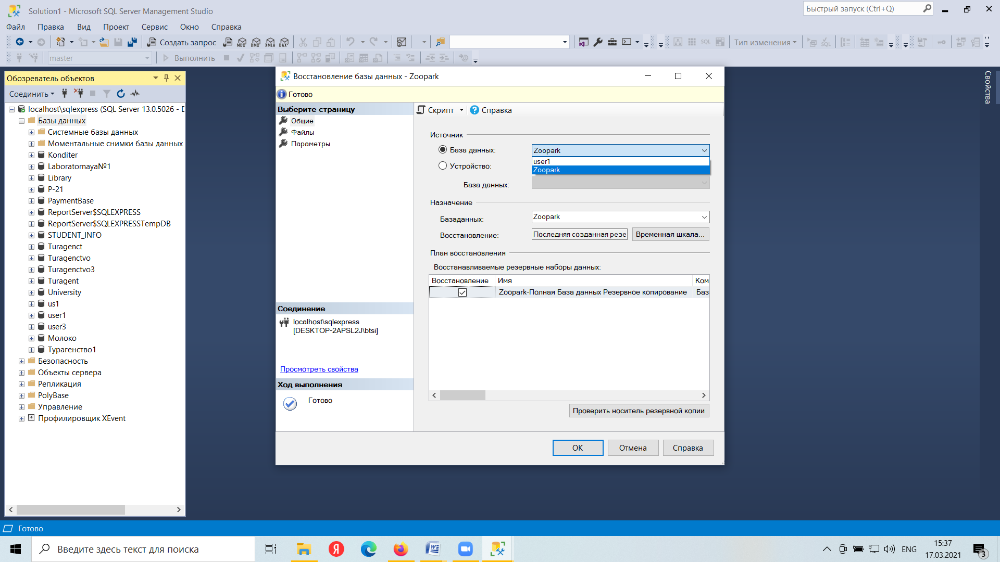 Solution1 - Microsoft SQL Server Management Studio
Быстрый запуск (Ctrl+Q)
Файл Правка Вид Проект Сервис Окно Справка
Создать запрос MDX DMX XMLA DAX SQL Тип изменения
master Выполнить
Обозреватель объектов
Соединить
localhost\sqlexpress (SQL Server 13.0.5026 - D
Базы данных
Системные базы данных
Моментальные снимки базы данных
Konditer
Laboratornaya№1
Library
P-21
PaymentBase
ReportServer$SQLEXPRESS
ReportServer$SQLEXPRESSTempDB
STUDENT_INFO
Turagenct
Turagenctvo
Turagenctvo3
Turagent
University
us1
user1
user3
Молоко
Турагенство1
Безопасность
Объекты сервера
Репликация
PolyBase
Управление
Профилировщик XEvent
Восстановление базы данных - Zoopark
Готово
Выберите страницу
Общие
Файлы
Параметры
Соединение
localhost\sqlexpress
[DESKTOP-2APSL2J\btsi]
Просмотреть свойства
Ход выполнения
Готово
Скрипт Справка
Источник
База данных: Zoopark
user1
Zoopark
Устройство:
База данных:
Назначение
Базаданных: Zoopark
Восстановление: Последняя созданная резе Временная шкала...
План восстановления
Восстанавливаемые резервные наборы данных:
Восстановление Имя Ком
Zoopark-Полная База данных Резервное копирование Баз
Проверить носитель резервной копии
ОК Отмена Справка
Свойства
Готово
Введите здесь текст для поиска
ENG
15:37
17.03.2021
3